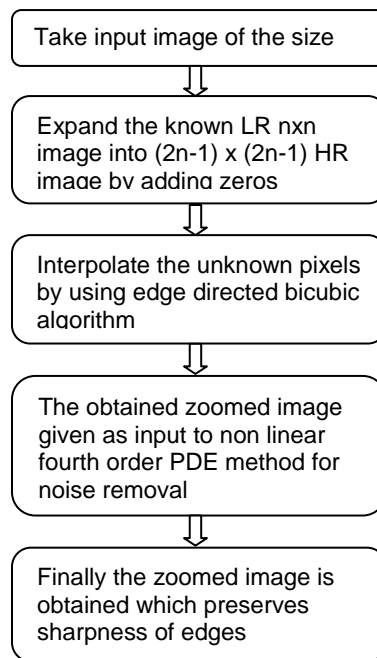 Take input image of the size
Expand the known LR nxn
image into (2n-1) x (2n-1) HR
image by adding zeros
Interpolate the unknown pixels
by using edge directed bicubic
algorithm
The obtained zoomed image
given as input to non linear
fourth order PDE method for
noise removal
Finally the zoomed image is
obtained which preserves
sharpness of edges